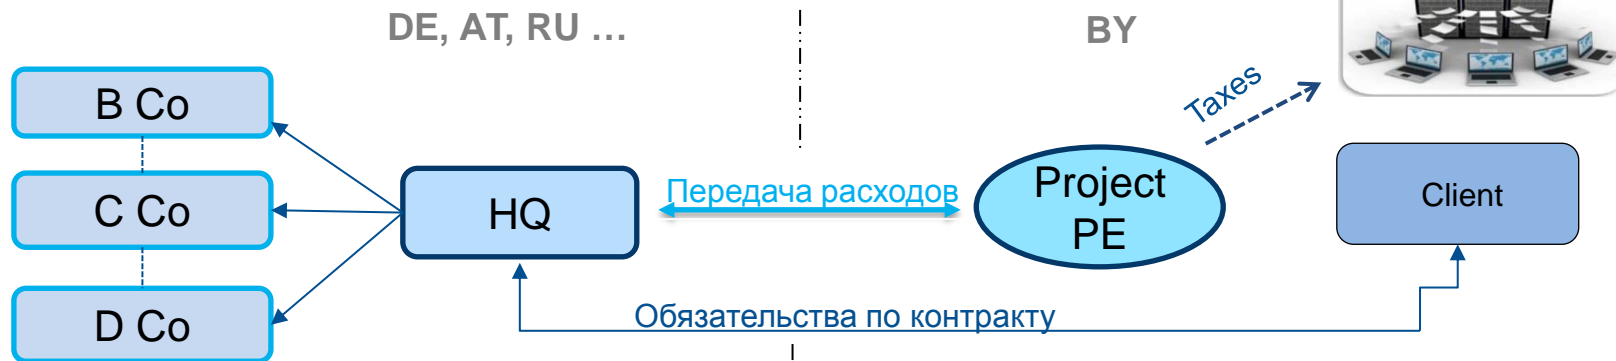 DE, AT, RU ...
BY
Taxes
B Co
C Co
D Co
HQ
Передача расходов
Project
PE
Client
Обязательства по контракту